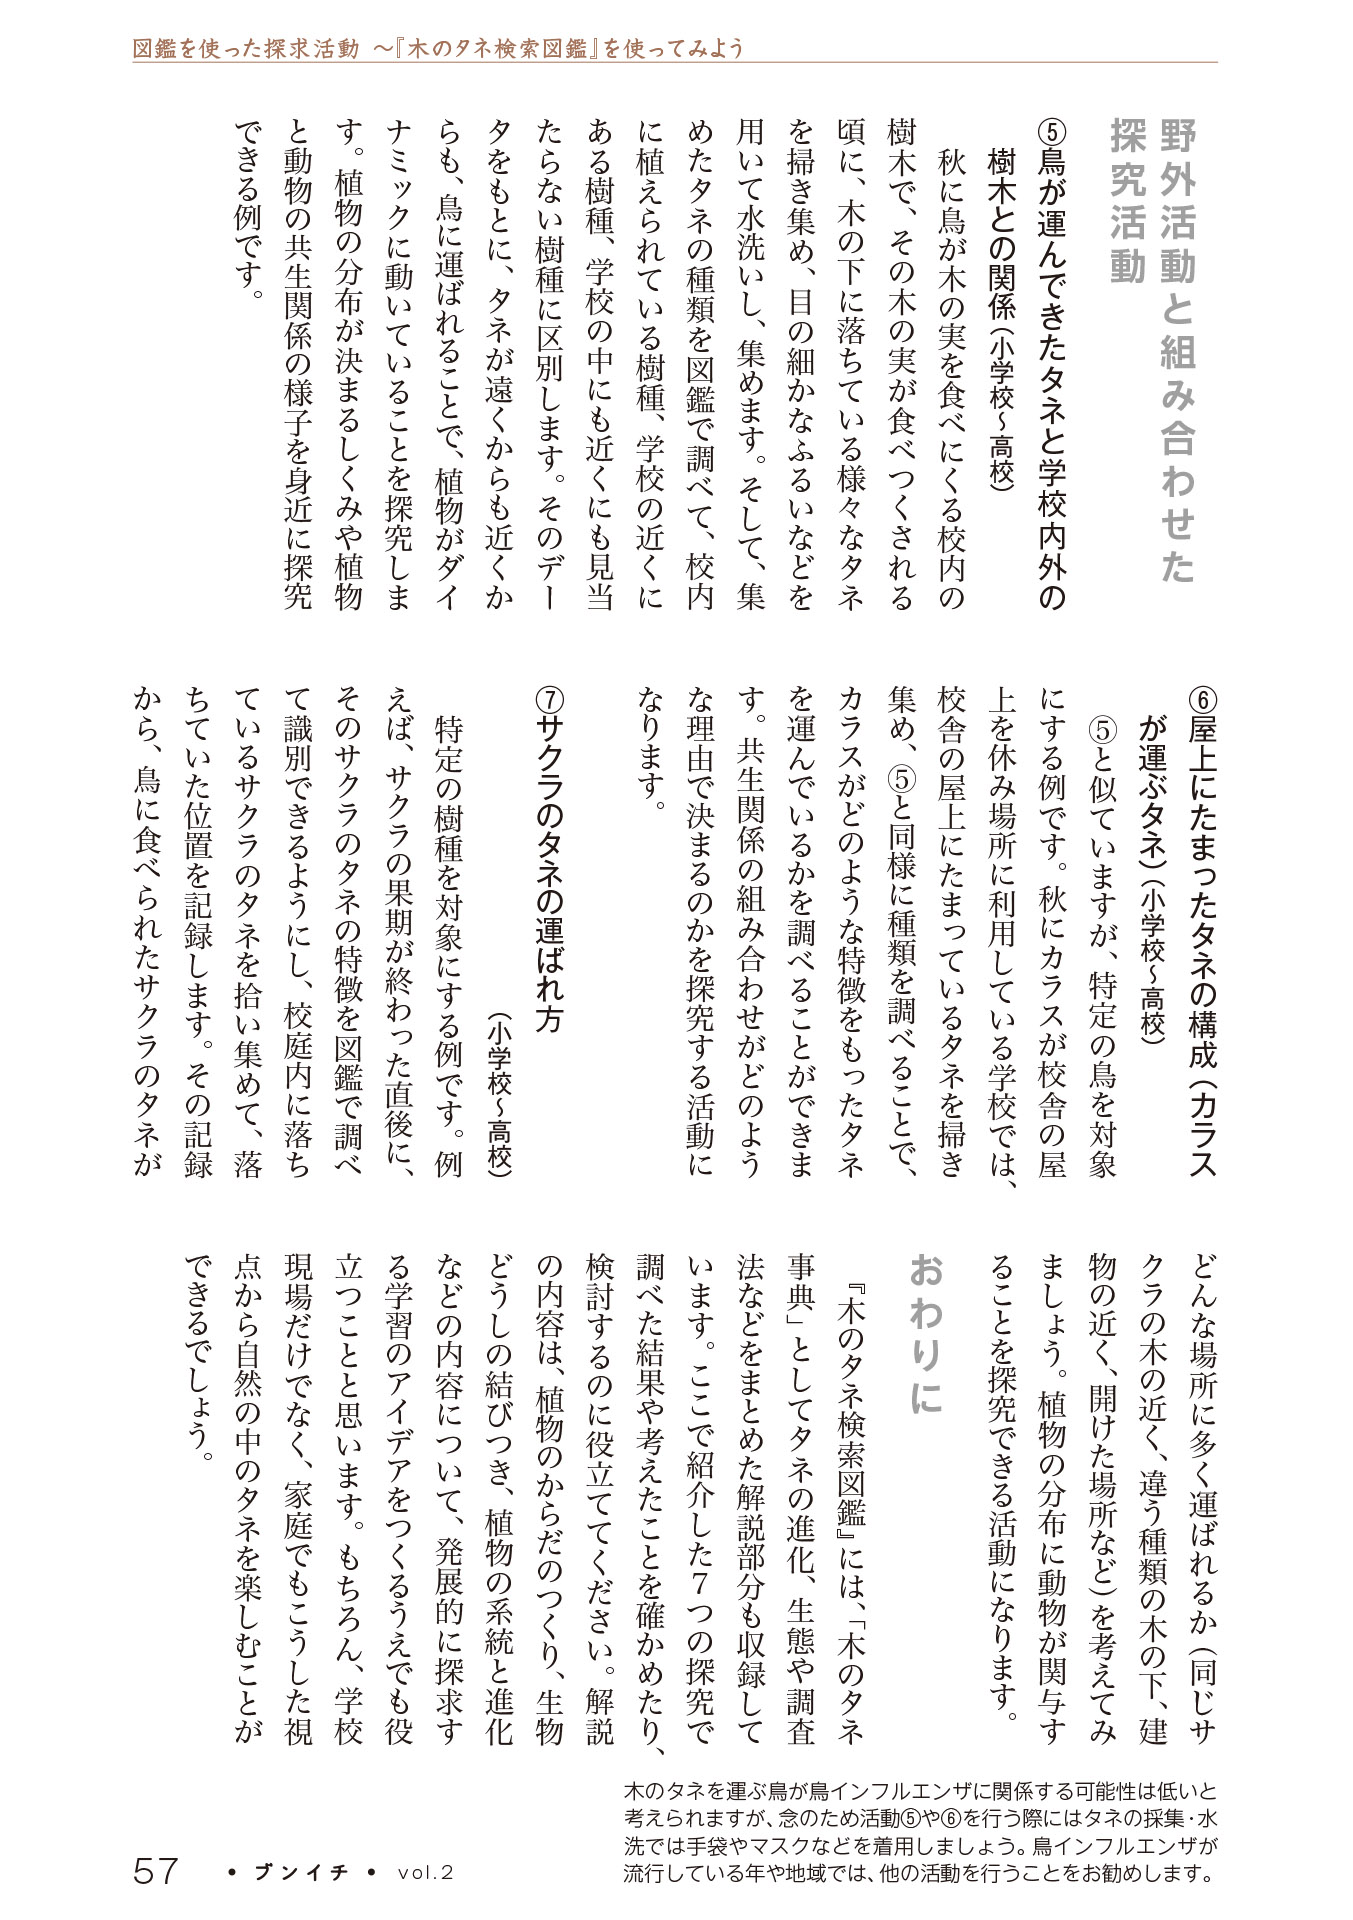 図鑑を使った探求活動 〜『木のタネ検索図鑑』を使ってみよう
野外活動と組み合わせた
探究活動
⑤鳥が運んできたタネと学校内外の
樹木との関係（小学校〜高校）
秋に鳥が木の実を食べにくる校内の
樹木で、その木の実が食べつくされる
頃に、木の下に落ちている様々なタネ
を掃き集め、目の細かなふるいなどを
用いて水洗いし、集めます。そして、集
めたタネの種類を図鑑で調べて、校内
に植えられている樹種、学校の近くに
ある樹種、学校の中にも近くにも見当
たらない樹種に区別します。そのデー
タをもとに、タネが遠くからも近くか
らも、鳥に運ばれることで、植物がダイ
ナミックに動いていることを探究しま
す。植物の分布が決まるしくみや植物
と動物の共生関係の様子を身近に探究
できる例です。
⑥屋上にたまったタネの構成（カラス
が運ぶタネ）（小学校〜高校）
⑤と似ていますが、特定の鳥を対象
にする例です。秋にカラスが校舎の屋
上を休み場所に利用している学校では、
校舎の屋上にたまっているタネを掃き
集め、⑤と同様に種類を調べることで、
カラスがどのような特徴をもったタネ
を運んでいるかを調べることができま
す。共生関係の組み合わせがどのよう
な理由で決まるのかを探究する活動に
なります。
⑦サクラのタネの運ばれ方
（小学校〜高校）
特定の樹種を対象にする例です。例
えば、サクラの果期が終わった直後に、
そのサクラのタネの特徴を図鑑で調べ
て識別できるようにし、校庭内に落ち
ているサクラのタネを拾い集めて、落
ちていた位置を記録します。その記録
から、鳥に食べられたサクラのタネが
どんな場所に多く運ばれるか（同じサ
クラの木の近く、違う種類の木の下、建
物の近く、開けた場所など）を考えてみ
ましょう。植物の分布に動物が関与す
ることを探究できる活動になります。
おわりに
『木のタネ検索図鑑』には、「木のタネ
事典」としてタネの進化、生態や調査
法などをまとめた解説部分も収録して
います。ここで紹介した７つの探究で
調べた結果や考えたことを確かめたり、
検討するのに役立ててください。解説
の内容は、植物のからだのつくり、生物
どうしの結びつき、植物の系統と進化
などの内容について、発展的に探求す
る学習のアイデアをつくるうえでも役
立つことと思います。もちろん、学校
現場だけでなく、家庭でもこうした視
点から自然の中のタネを楽しむことが
できるでしょう。
木のタネを運ぶ鳥が鳥インフルエンザに関係する可能性は低いと
考えられますが、念のため活動⑤や⑥を行う際にはタネの採集・水
洗では手袋やマスクなどを着用しましょう。鳥インフルエンザが
流行している年や地域では、他の活動を行うことをお勧めします。
57 • ブンイチ • vol.2